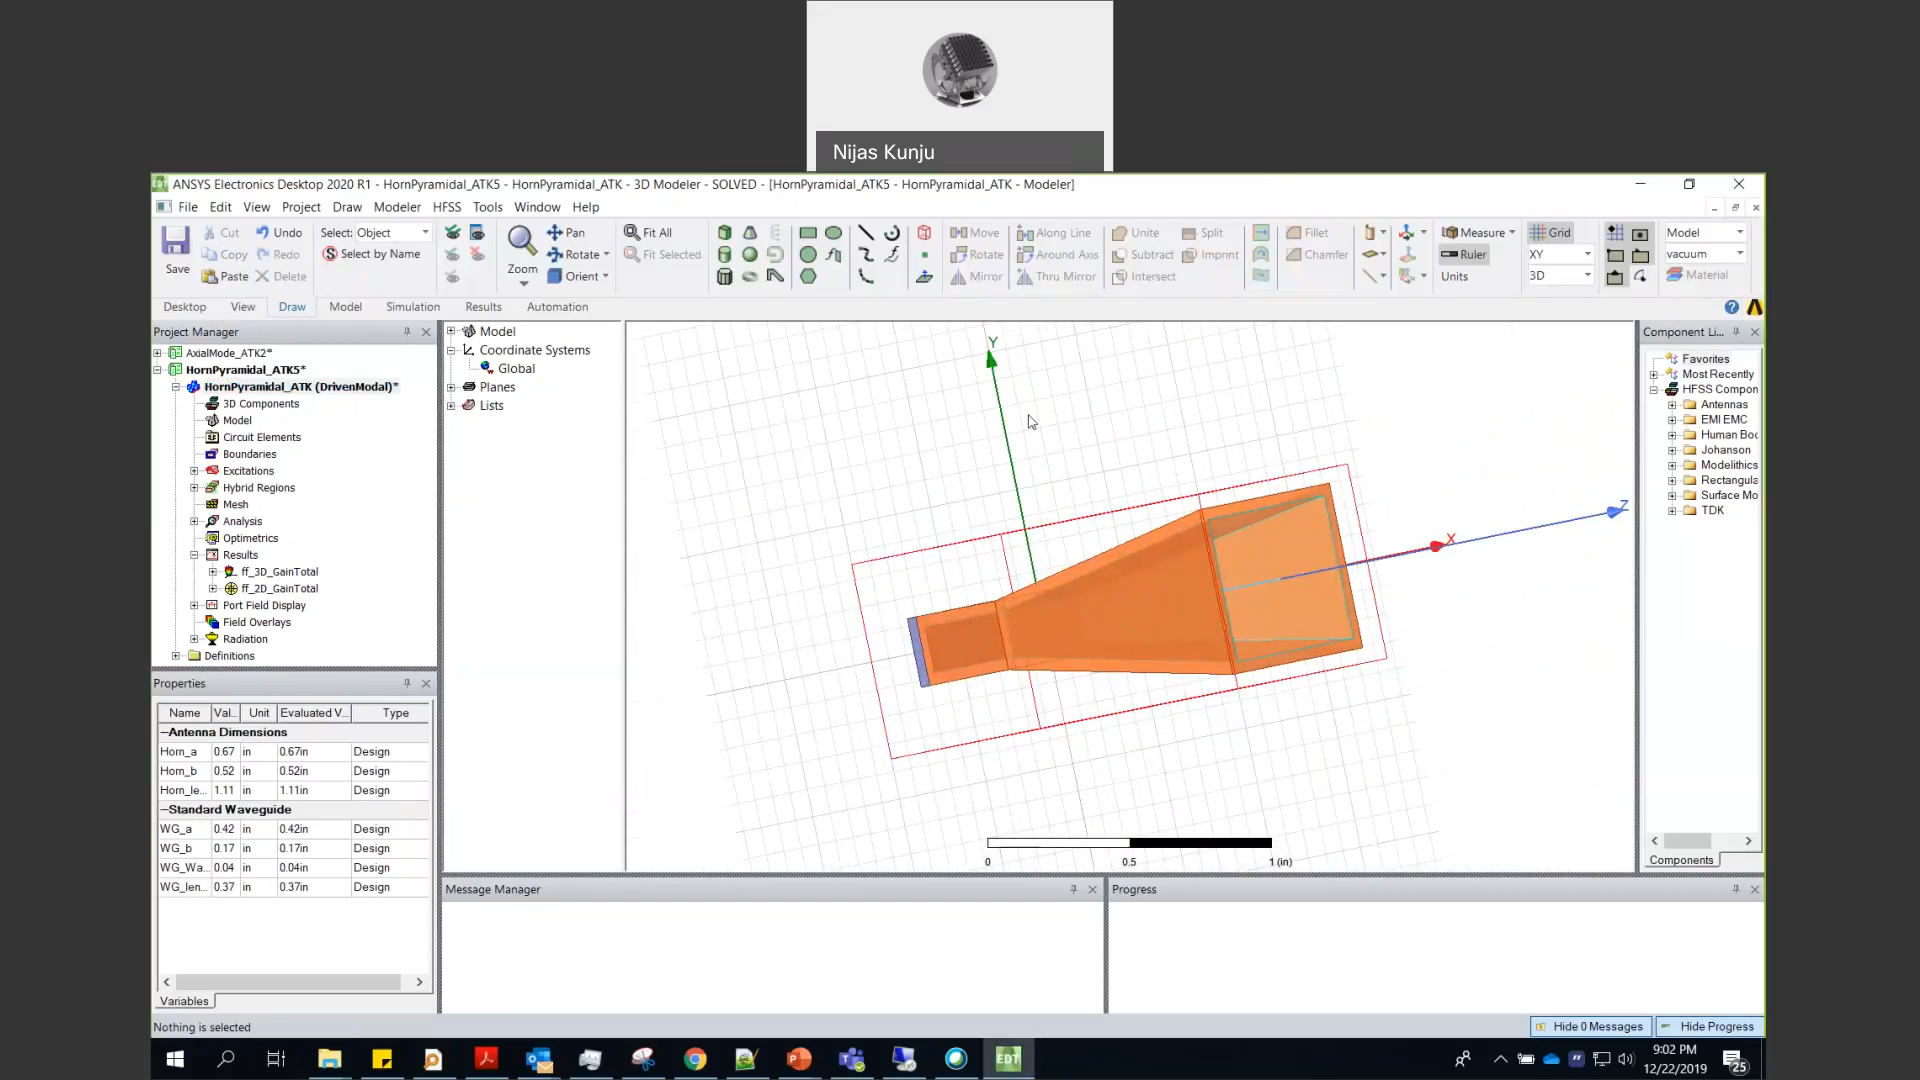 Nijas Kunju
ANSYS Electronics Desktop 2020 R1 - HornPyramidal_ATK5 - HornPyramidal_ATK - 3D Modeler - SOLVED - [HornPyramidal_ATK5 - HornPyramidal_ATK - Modeler]
File Edit View Project Draw Modeler HFSS Tools Window Help
Save
Cut
Copy
Paste
Undo
Redo
Delete
Select: Object
Select by Name
Zoom
Pan
Rotate
Orient
Fit All
Fit Selected
Move
Rotate
Mirror
Along Line
Around Axis
Thru Mirror
Unite
Subtract
Intersect
Split
Imprint
Fillet
Chamfer
Measure
Ruler
Units
Grid
XY
3D
Model
vacuum
Material
Desktop View Draw Model Simulation Results Automation
Project Manager
AxialMode_ATK2*
HornPyramidal_ATK5*
HornPyramidal_ATK (DrivenModal)*
3D Components
Model
Circuit Elements
Boundaries
Excitations
Hybrid Regions
Mesh
Analysis
Optimetrics
Results
ff_3D_GainTotal
ff_2D_GainTotal
Port Field Display
Field Overlays
Radiation
Definitions
Model
Coordinate Systems
Global
Planes
Lists
Y
X
Z
0 0.5 1 (in)
Component Li...
Favorites
Most Recently
HFSS Compon
Antennas
EMI EMC
Human Boo
Johanson
Modelithics
Rectangula
Surface Mo
TDK
Components
Properties
Name Val... Unit Evaluated V... Type
Antenna Dimensions
Horn_a 0.67 in 0.67in Design
Horn_b 0.52 in 0.52in Design
Horn_le... 1.11 in 1.11in Design
Standard Waveguide
WG_a 0.42 in 0.42in Design
WG_b 0.17 in 0.17in Design
WG_Wa... 0.04 in 0.04in Design
WG_len... 0.37 in 0.37in Design
Variables
Message Manager
Progress
Nothing is selected
Hide 0 Messages
Hide Progress
EDT
9:02 PM
12/22/2019
25